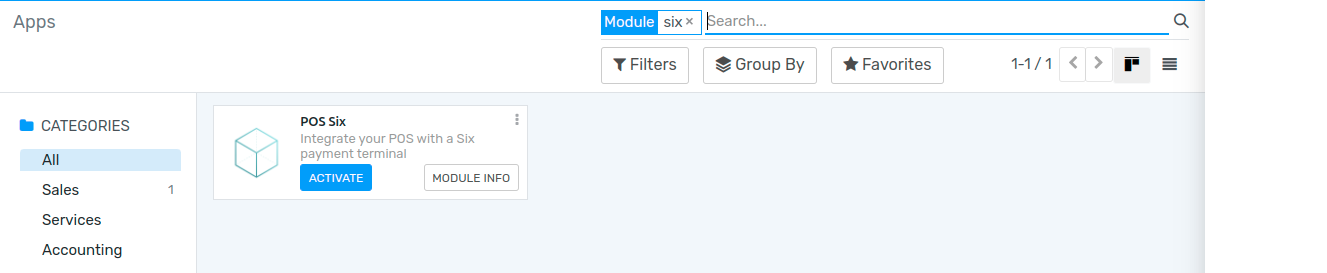 Apps
Module six × Search...
Filters Group By Favorites 1-1 / 1
CATEGORIES
All
Sales 1
Services
Accounting
POS Six
Integrate your POS with a Six
payment terminal
ACTIVATE MODULE INFO